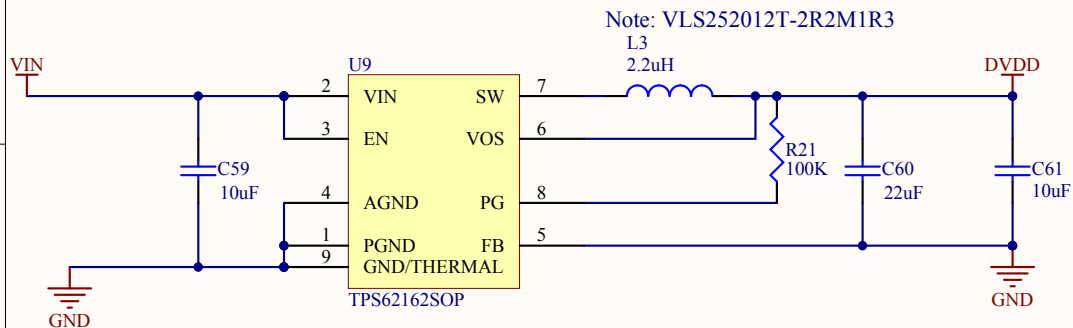 Note: VLS252012T-2R2M1R3
L3
2.2uH
VIN
U9
DVDD
2 VIN SW 7
3 EN VOS 6
R21
100K
C59
10uF
C60
22uF
C61
10uF
4 AGND PG 8
1 PGND FB 5
9 GND/THERMAL
TPS62162SOP
GND
GND